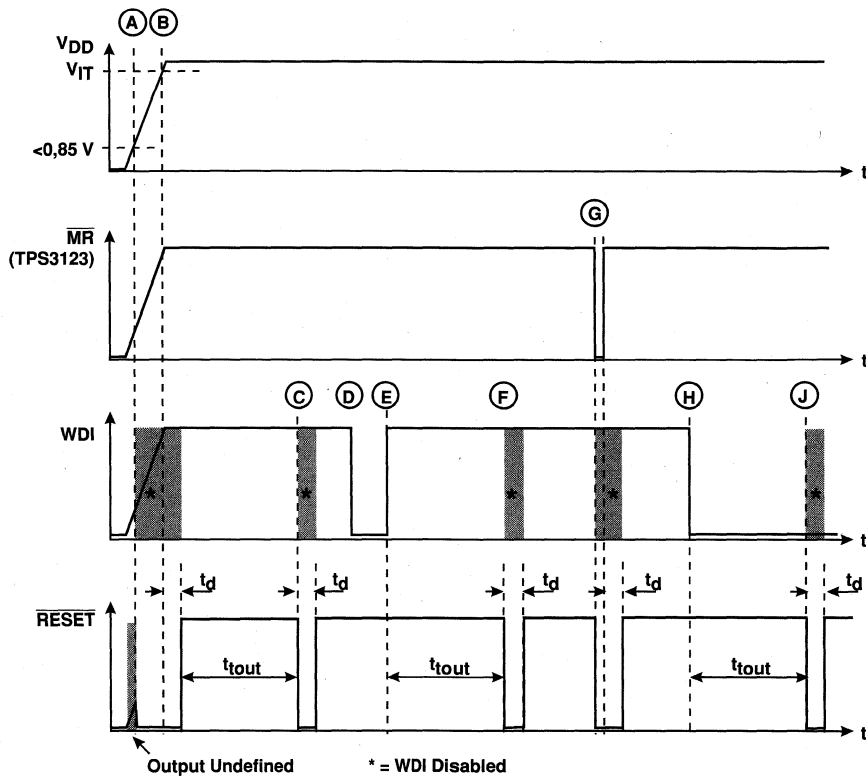 A B
VDD
VIT
<0,85 V
t
G
MR
(TPS3123)
t
C D E F H J
WDI
* * * * *
t
td td td td td
RESET
ttout ttout ttout
t
Output Undefined * = WDI Disabled